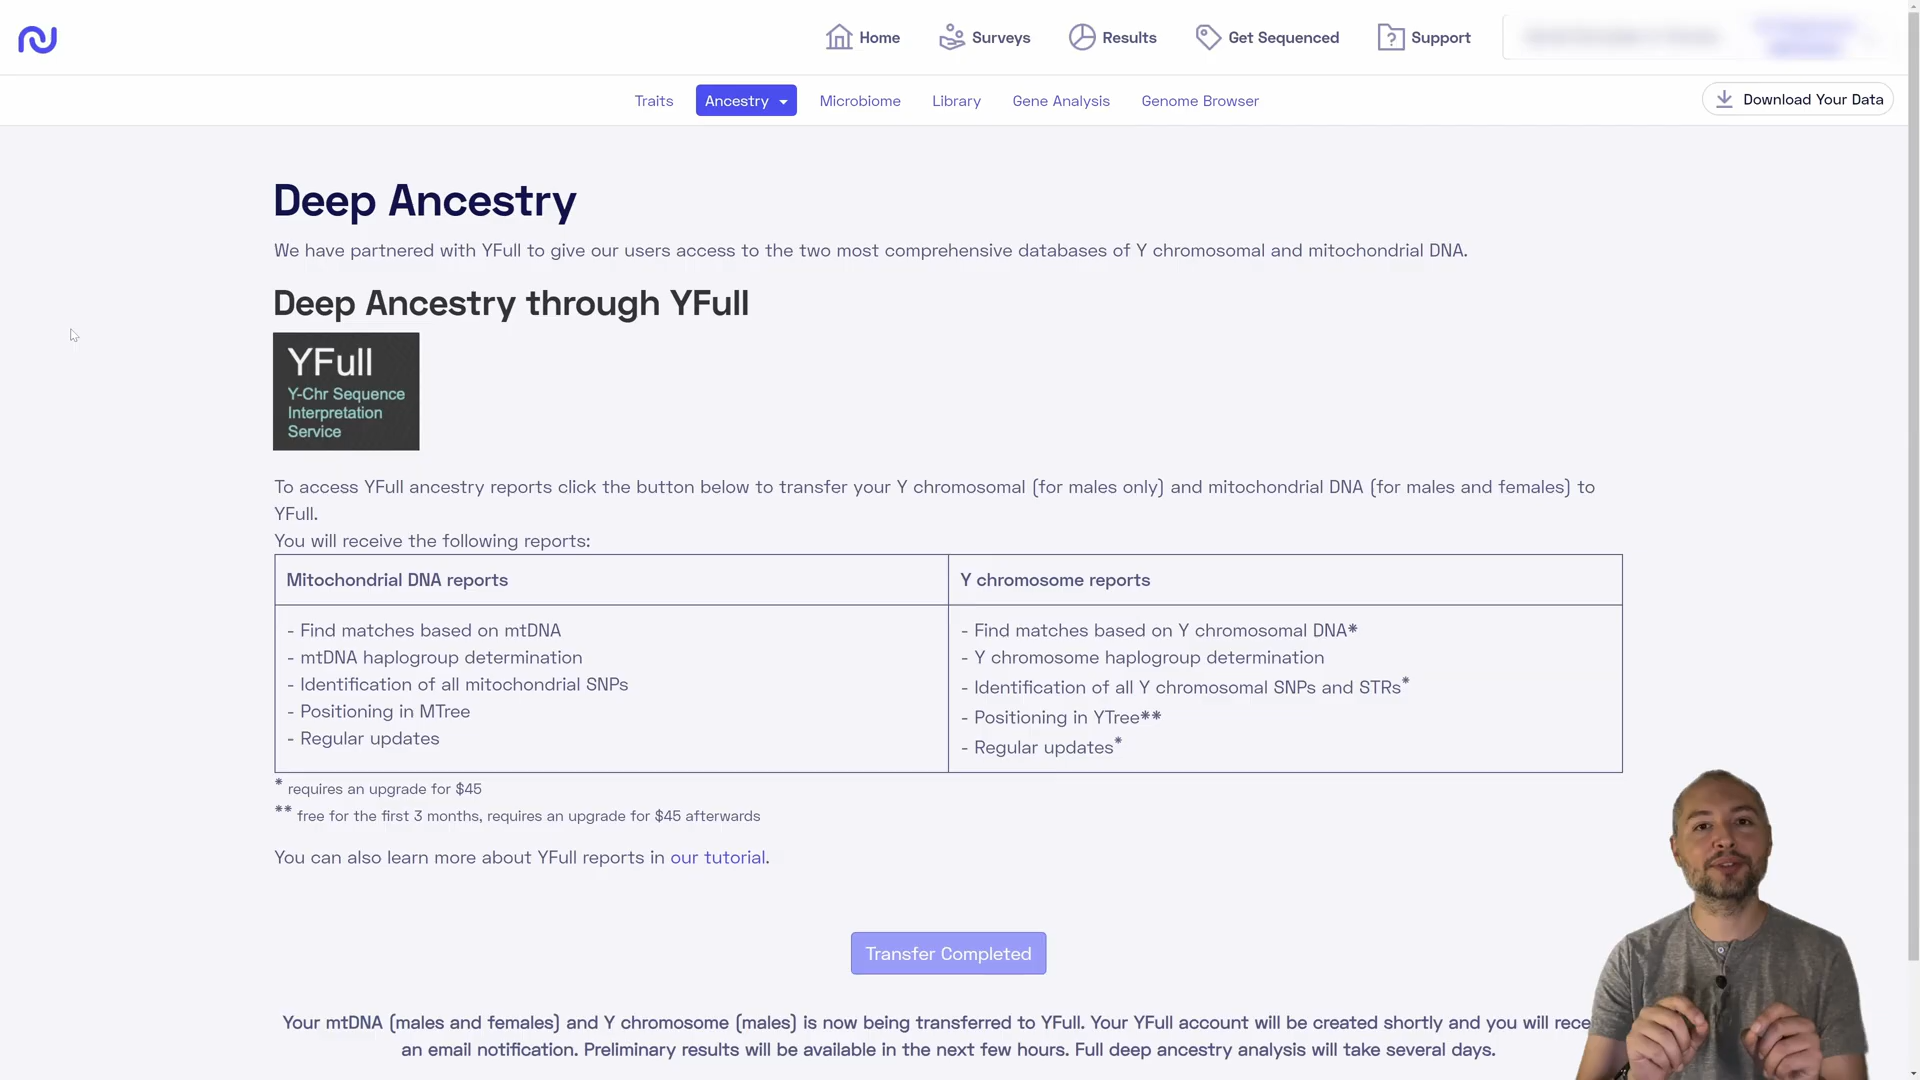 Home
Surveys
Results
Get Sequenced
Support
Traits
Ancestry
Microbiome
Library
Gene Analysis
Genome Browser
Download Your Data
Deep Ancestry
We have partnered with YFull to give our users access to the two most comprehensive databases of Y chromosomal and mitochondrial DNA.
Deep Ancestry through YFull
YFull
Y-Chr Sequence
Interpretation
Service
To access YFull ancestry reports click the button below to transfer your Y chromosomal (for males only) and mitochondrial DNA (for males and females) to
YFull.
You will receive the following reports:
Mitochondrial DNA reports
- Find matches based on mtDNA
- mtDNA haplogroup determination
- Identification of all mitochondrial SNPs
- Positioning in MTree
- Regular updates
Y chromosome reports
- Find matches based on Y chromosomal DNA*
- Y chromosome haplogroup determination
- Identification of all Y chromosomal SNPs and STRs*
- Positioning in YTree**
- Regular updates*
* requires an upgrade for $45
** free for the first 3 months, requires an upgrade for $45 afterwards
You can also learn more about YFull reports in our tutorial.
Transfer Completed
Your mtDNA (males and females) and Y chromosome (males) is now being transferred to YFull. Your YFull account will be created shortly and you will rece
an email notification. Preliminary results will be available in the next few hours. Full deep ancestry analysis will take several days.